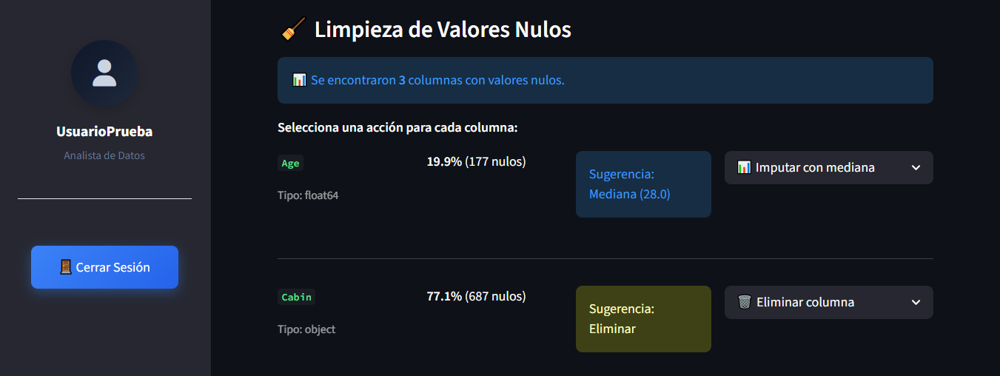 UsuarioPrueba
Analista de Datos
Cerrar Sesión
Limpieza de Valores Nulos
Se encontraron 3 columnas con valores nulos.
Selecciona una acción para cada columna:
Age
Tipo: float64
19.9% (177 nulos)
Sugerencia:
Mediana (28.0)
Imputar con mediana
Cabin
Tipo: object
77.1% (687 nulos)
Sugerencia:
Eliminar
Eliminar columna